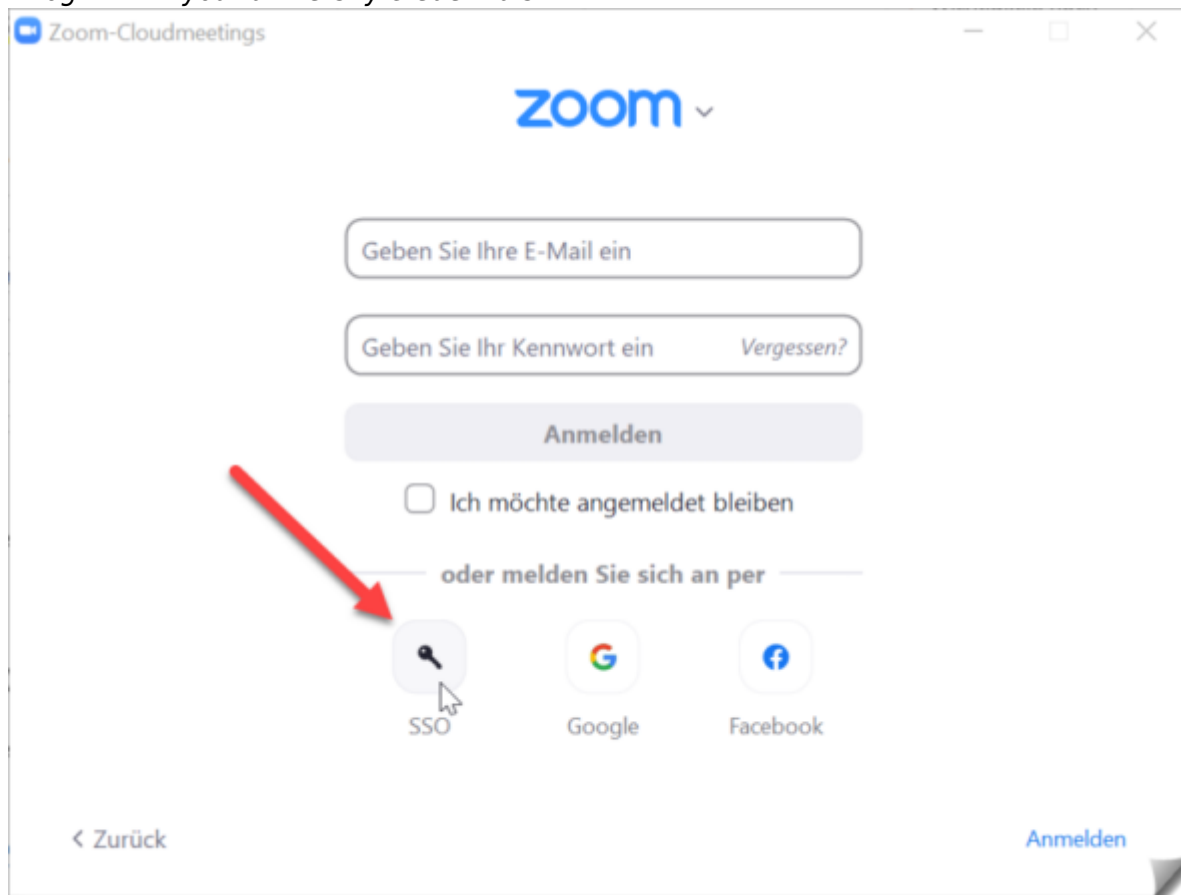 Zoom-Cloudmeetings
zoom
Geben Sie Ihre E-Mail ein
Geben Sie Ihr Kennwort ein Vergessen?
Anmelden
Ich möchte angemeldet bleiben
oder melden Sie sich an per
SSO Google Facebook
Zurück Anmelden